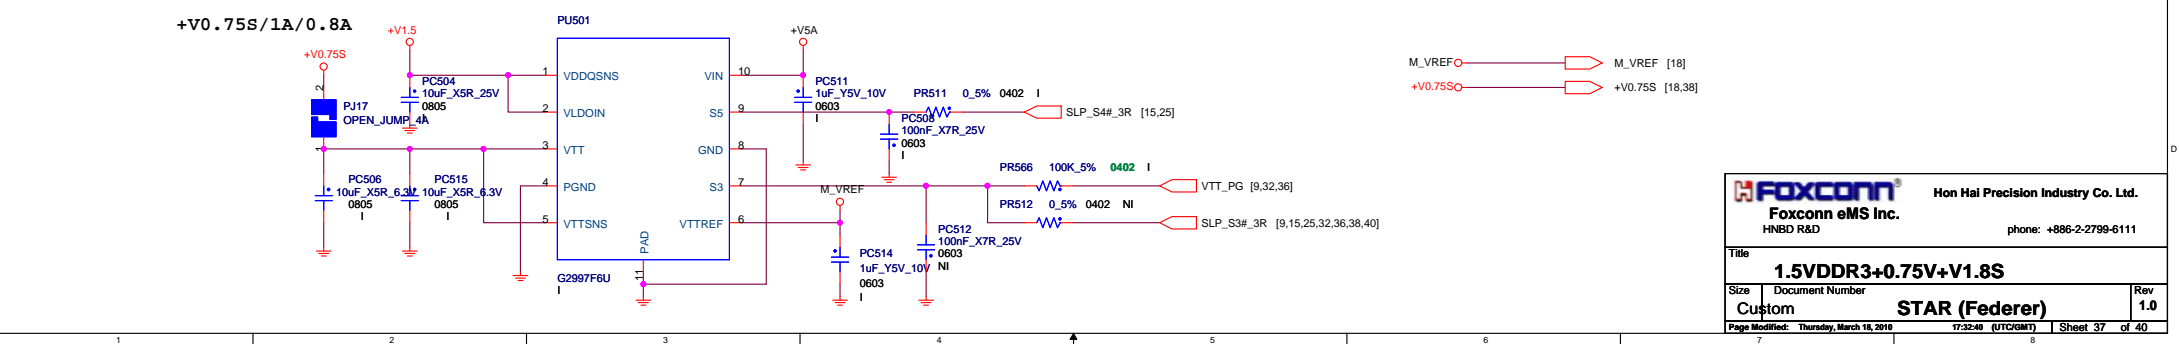 +V0.75S/1A/0.8A
+V1.5
+V0.75S
PU501
+V5A
M_VREF
M_VREF [18]
+V0.75S
+V0.75S [18,38]
2
PJ17
OPEN_JUMP_4A
1
PC504
10uF_X5R_25V
0805
I
1
VDDQSNS
VIN
10
2
VLDOIN
S5
9
3
VTT
GND
8
4
PGND
S3
7
5
VTTSNS
VTTREF
6
PAD
11
G2997F6U
I
PC511
1uF_Y5V_10V
0603
I
PR511 0_5% 0402 I
SLP_S4#_3R [15,25]
PC508
100nF_X7R_25V
0603
I
PR566 100K_5% 0402 I
VTT_PG [9,32,36]
PR512 0_5% 0402 NI
SLP_S3#_3R [9,15,25,32,36,38,40]
M_VREF
PC506
10uF_X5R_6.3V
0805
I
PC515
10uF_X5R_6.3V
0805
I
PC514
1uF_Y5V_10V
0603
I
PC512
100nF_X7R_25V
0603
NI
D
FOXCONN®
Hon Hai Precision Industry Co. Ltd.
Foxconn eMS Inc.
HNBD R&D
phone: +886-2-2799-6111
Title
1.5VDDR3+0.75V+V1.8S
Size
Document Number
Rev
Custom
STAR (Federer)
1.0
Page Modified: Thursday, March 18, 2010 17:32:40 (UTC/GMT)
Sheet 37 of 40
1 2 3 4 5 6 7 8